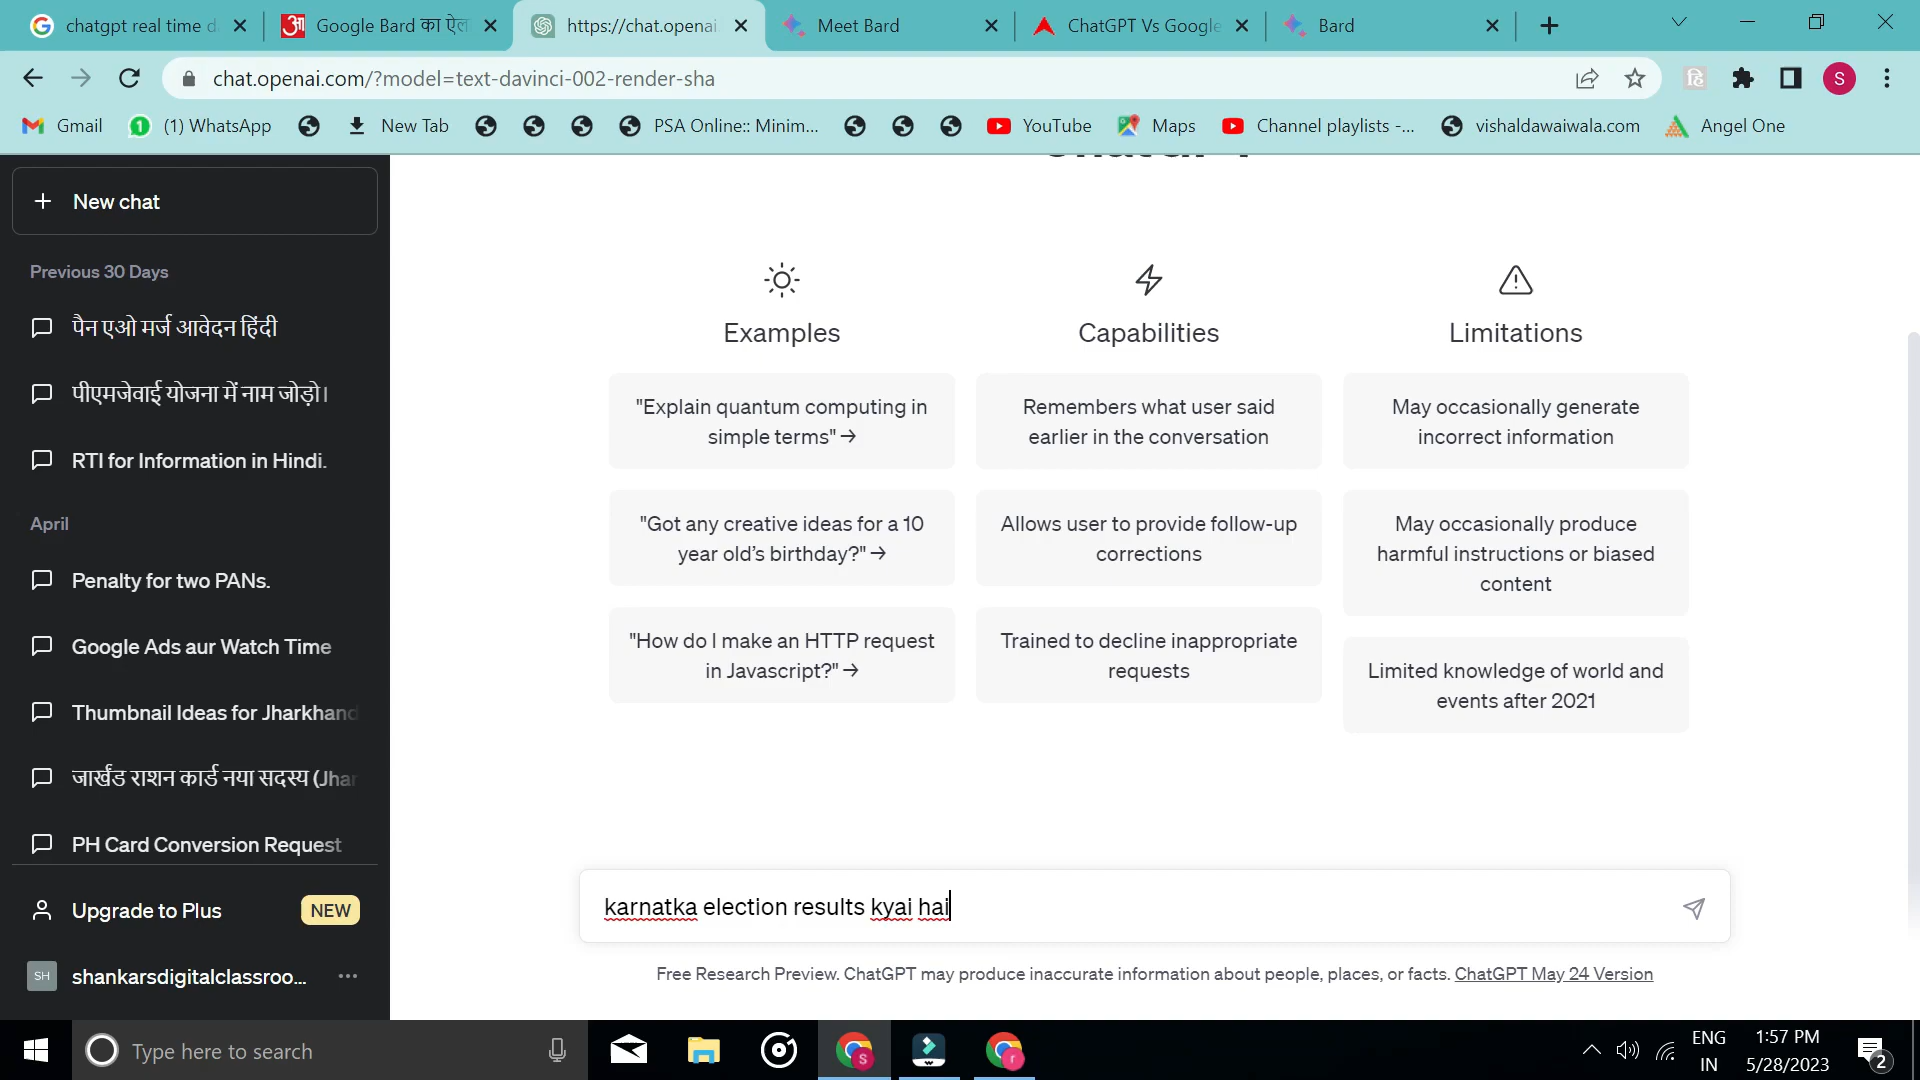 chatgpt real time d
Google Bard का ऐल
https://chat.openai
Meet Bard
ChatGPT Vs Google
Bard
chat.openai.com/?model=text-davinci-002-render-sha
हि
S
Gmail
1 (1) WhatsApp
New Tab
PSA Online:: Minim...
YouTube
Maps
Channel playlists -...
vishaldawaiwala.com
Angel One
New chat
Previous 30 Days
पैन एओ मर्ज आवेदन हिंदी
पीएमजेवाई योजना में नाम जोड़ो।
RTI for Information in Hindi.
April
Penalty for two PANs.
Google Ads aur Watch Time
Thumbnail Ideas for Jharkhand
जार्खंड राशन कार्ड नया सदस्य (Jhar
PH Card Conversion Request
Upgrade to Plus
NEW
SH
shankarsdigitalclassroo...
Examples
"Explain quantum computing in
simple terms" →
"Got any creative ideas for a 10
year old's birthday?" →
"How do I make an HTTP request
in Javascript?" →
Capabilities
Remembers what user said
earlier in the conversation
Allows user to provide follow-up
corrections
Trained to decline inappropriate
requests
Limitations
May occasionally generate
incorrect information
May occasionally produce
harmful instructions or biased
content
Limited knowledge of world and
events after 2021
karnatka election results kyai hai
Free Research Preview. ChatGPT may produce inaccurate information about people, places, or facts. ChatGPT May 24 Version
Type here to search
S
r
ENG
IN
1:57 PM
5/28/2023
2